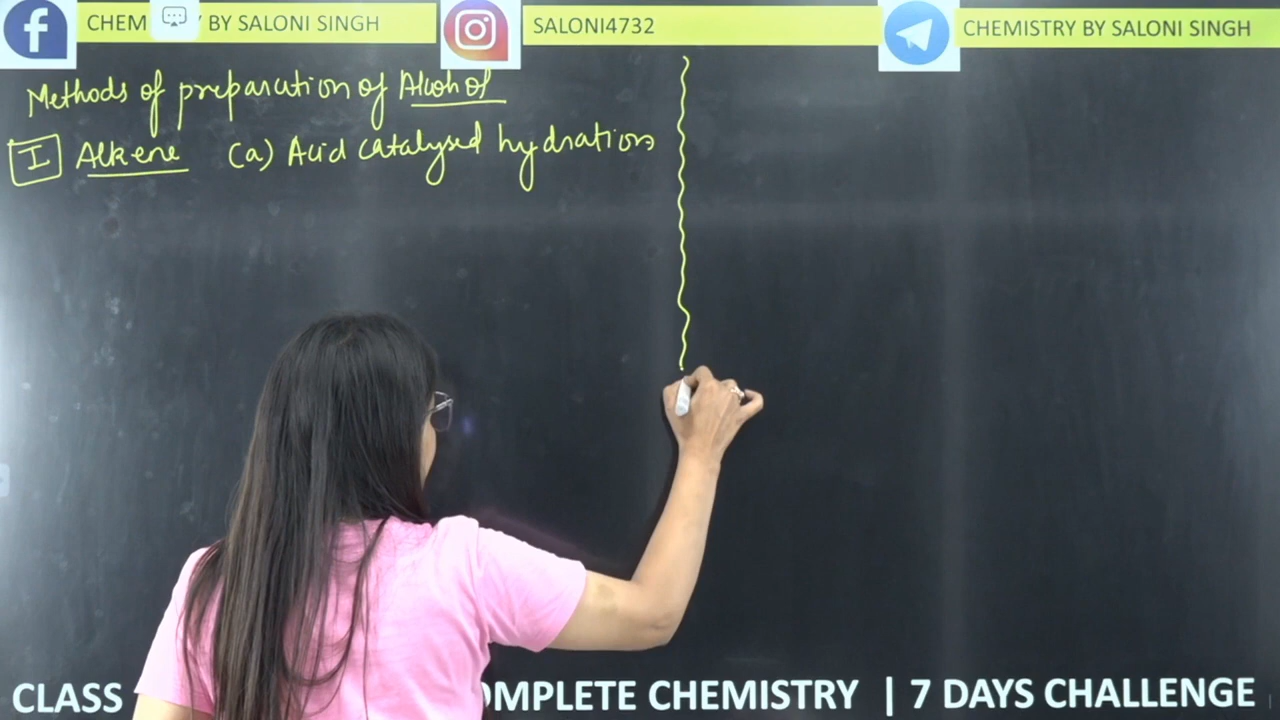 CHEM Y BY SALONI SINGH
SALONI4732
CHEMISTRY BY SALONI SINGH
Methods of preparation of Alcohol
I Alkene (a) Acid catalysed hydration
CLASS OMPLETE CHEMISTRY | 7 DAYS CHALLENGE